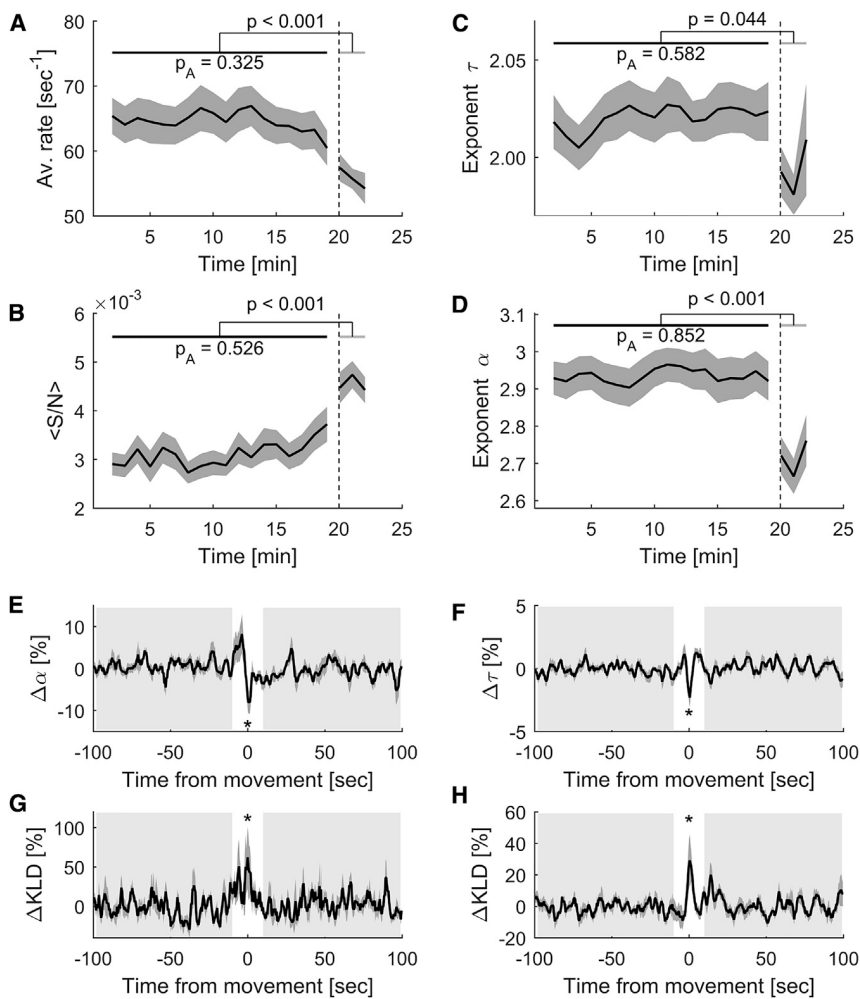 A
p < 0.001
p_A = 0.325
Av. rate [sec⁻¹]
80
70
60
50
5 10 15 20 25
Time [min]
C
p = 0.044
p_A = 0.582
Exponent τ
2.05
2.00
5 10 15 20 25
Time [min]
B
×10⁻³
p < 0.001
p_A = 0.526
<S/N>
6
5
4
3
2
5 10 15 20 25
Time [min]
D
p < 0.001
p_A = 0.852
Exponent α
3.1
3
2.9
2.8
2.7
2.6
5 10 15 20 25
Time [min]
E
Δα [%]
10
0
-10
*
-100 -50 0 50 100
Time from movement [sec]
F
Δτ [%]
5
0
-5
*
-100 -50 0 50 100
Time from movement [sec]
G
ΔKLD [%]
100
50
0
*
-100 -50 0 50 100
Time from movement [sec]
H
ΔKLD [%]
60
40
20
0
-20
*
-100 -50 0 50 100
Time from movement [sec]